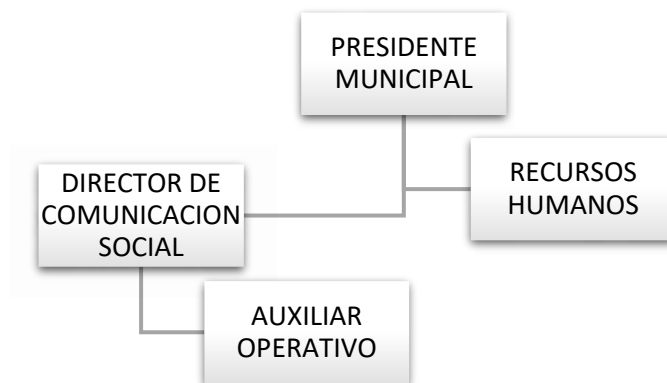 PRESIDENTE
MUNICIPAL
RECURSOS
HUMANOS
DIRECTOR DE
COMUNICACION
SOCIAL
AUXILIAR
OPERATIVO